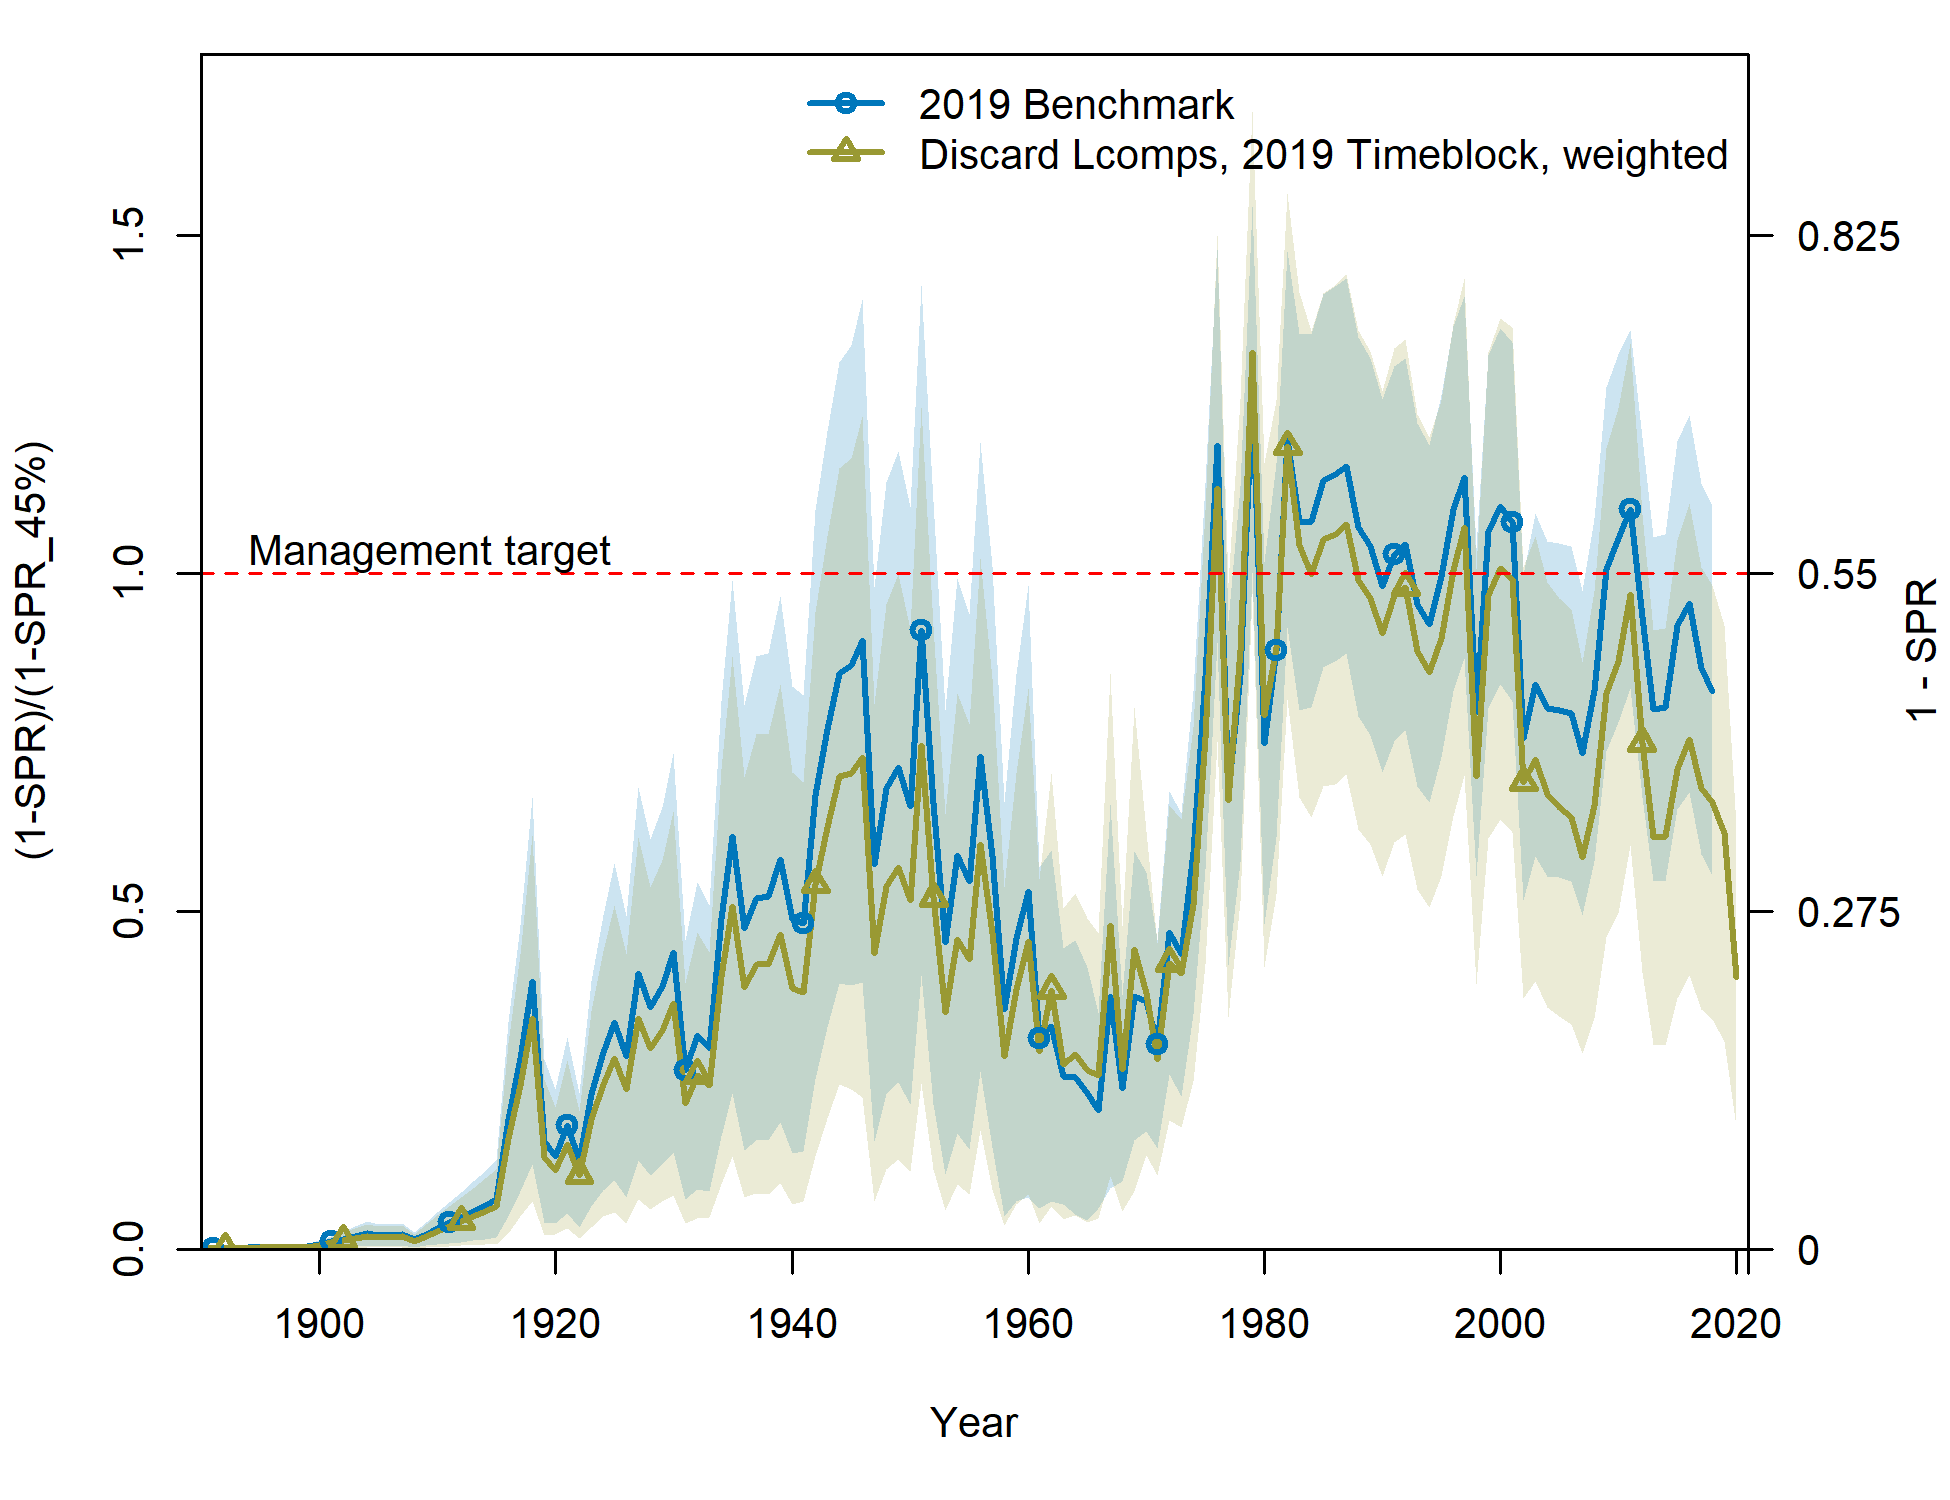 2019 Benchmark
Discard Lcomps, 2019 Timeblock, weighted
Management target
(1-SPR)/(1-SPR_45%)
0.0
0.5
1.0
1.5
0.825
0.55
0.275
0
1 - SPR
1900
1920
1940
1960
1980
2000
2020
Year